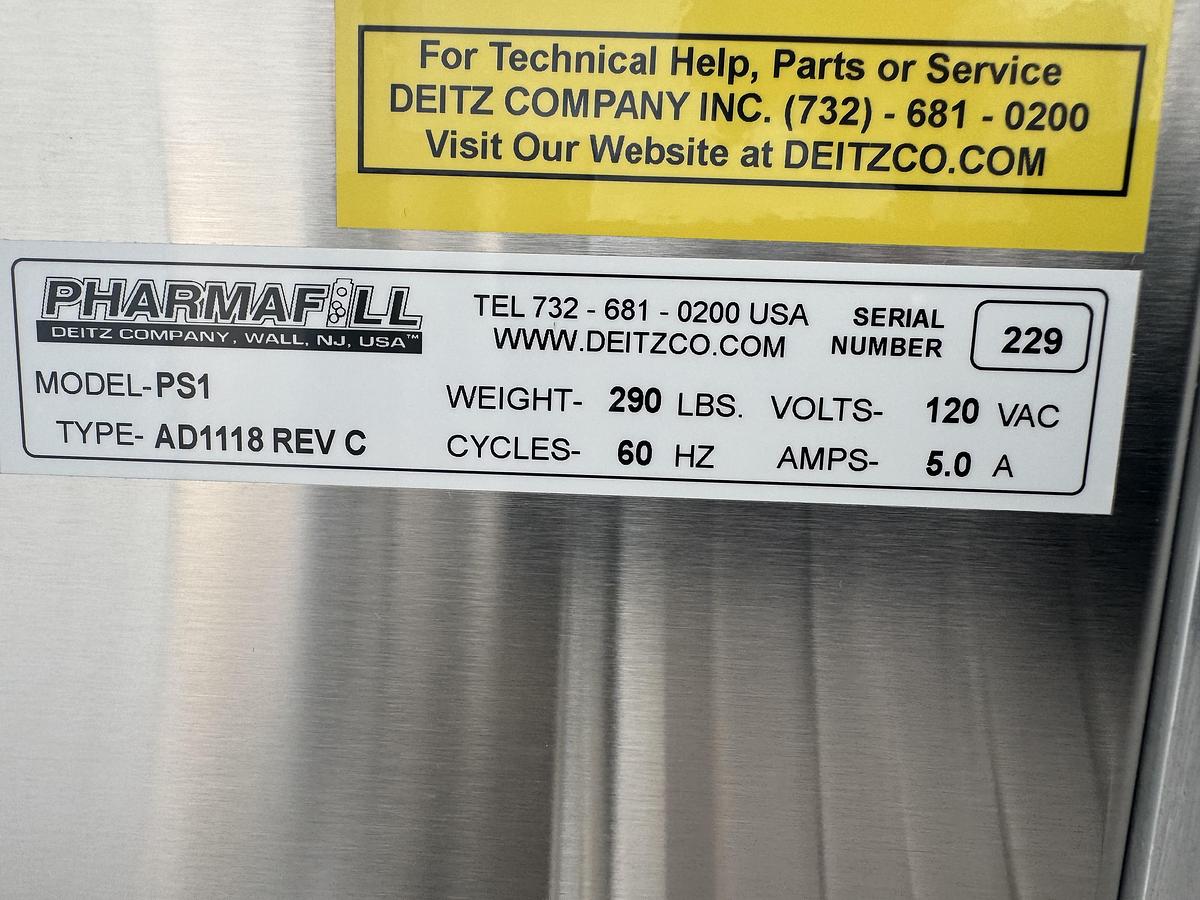 For Technical Help, Parts or Service
DEITZ COMPANY INC. (732) - 681 - 0200
Visit Our Website at DEITZCO.COM
PHARMAFILL
DEITZ COMPANY, WALL, NJ, USA™
TEL 732 - 681 - 0200 USA
WWW.DEITZCO.COM
SERIAL
NUMBER
229
MODEL-PS1
TYPE- AD1118 REV C
WEIGHT- 290 LBS. VOLTS- 120 VAC
CYCLES- 60 HZ AMPS- 5.0 A